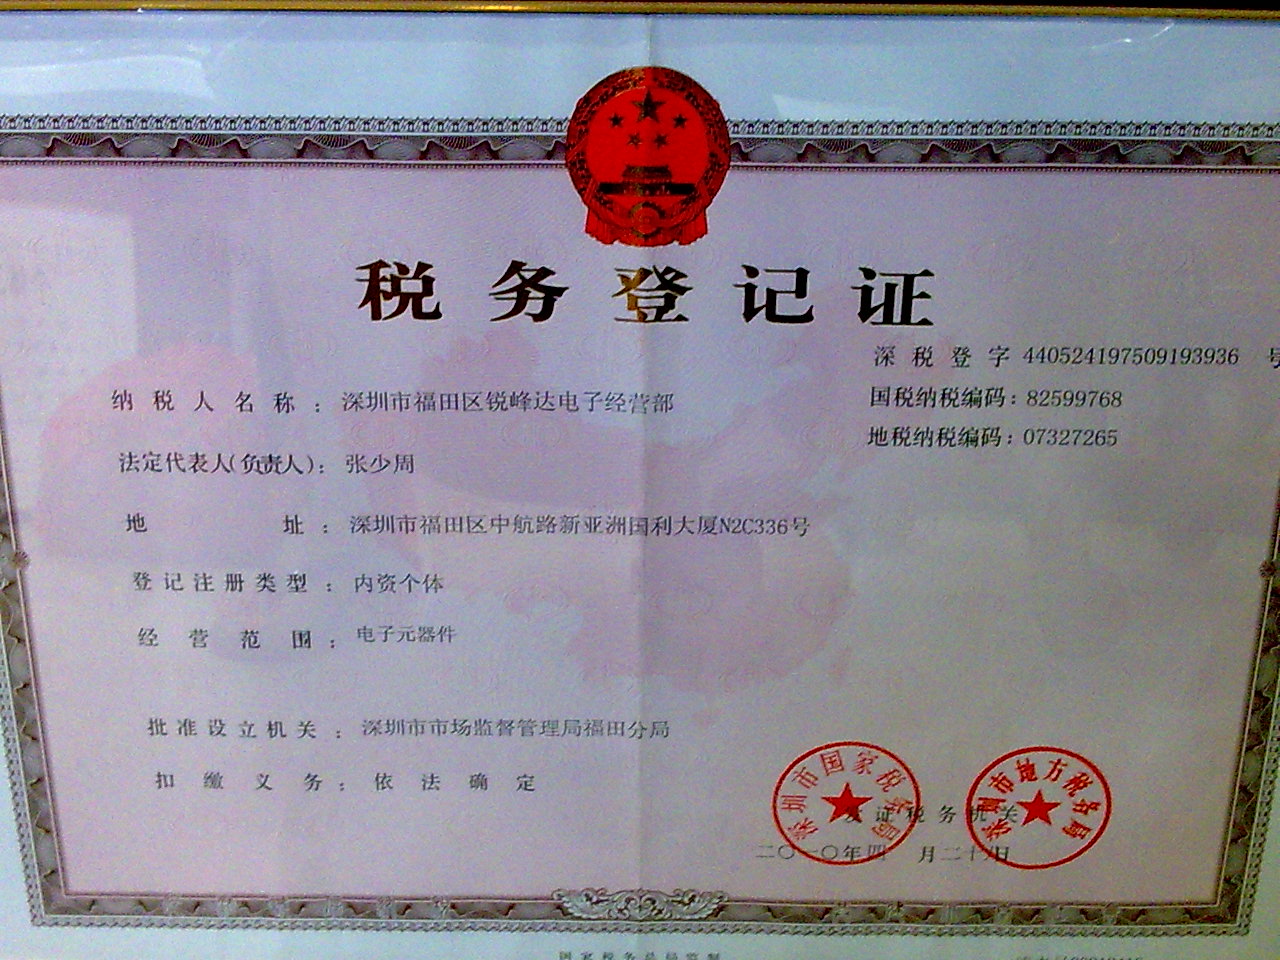 税务登记证
深税登字 440524197509193936 号
国税纳税编码：82599768
地税纳税编码：07327265
纳税人名称：深圳市福田区锐峰达电子经营部
法定代表人(负责人)：张少周
地址：深圳市福田区中航路新亚洲国利大厦N2C336号
登记注册类型：内资个体
经营范围：电子元器件
批准设立机关：深圳市市场监督管理局福田分局
扣缴义务：依法确定
深圳市国家税务局
深圳市地方税务局
发证税务机关
二〇一〇年四月二十日
国家税务总局监制